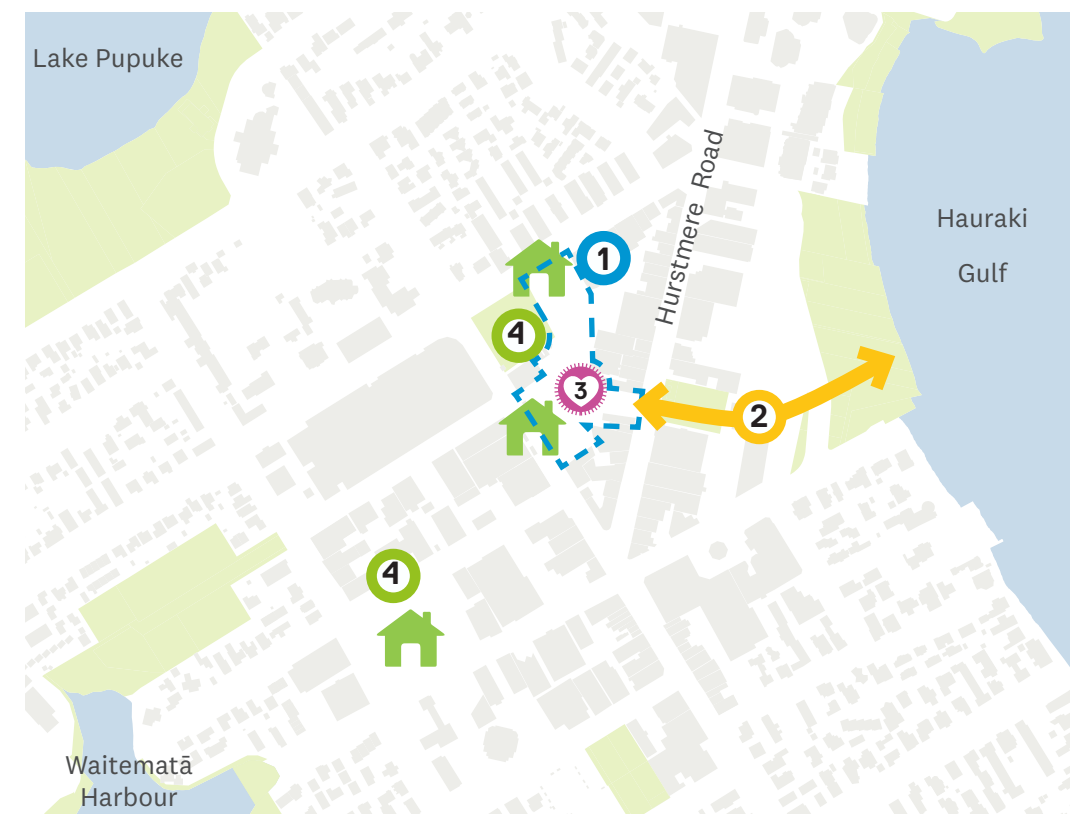 Lake Pupuke
Hurstmere Road
Hauraki
Gulf
1
4
3
2
4
Waitematā
Harbour